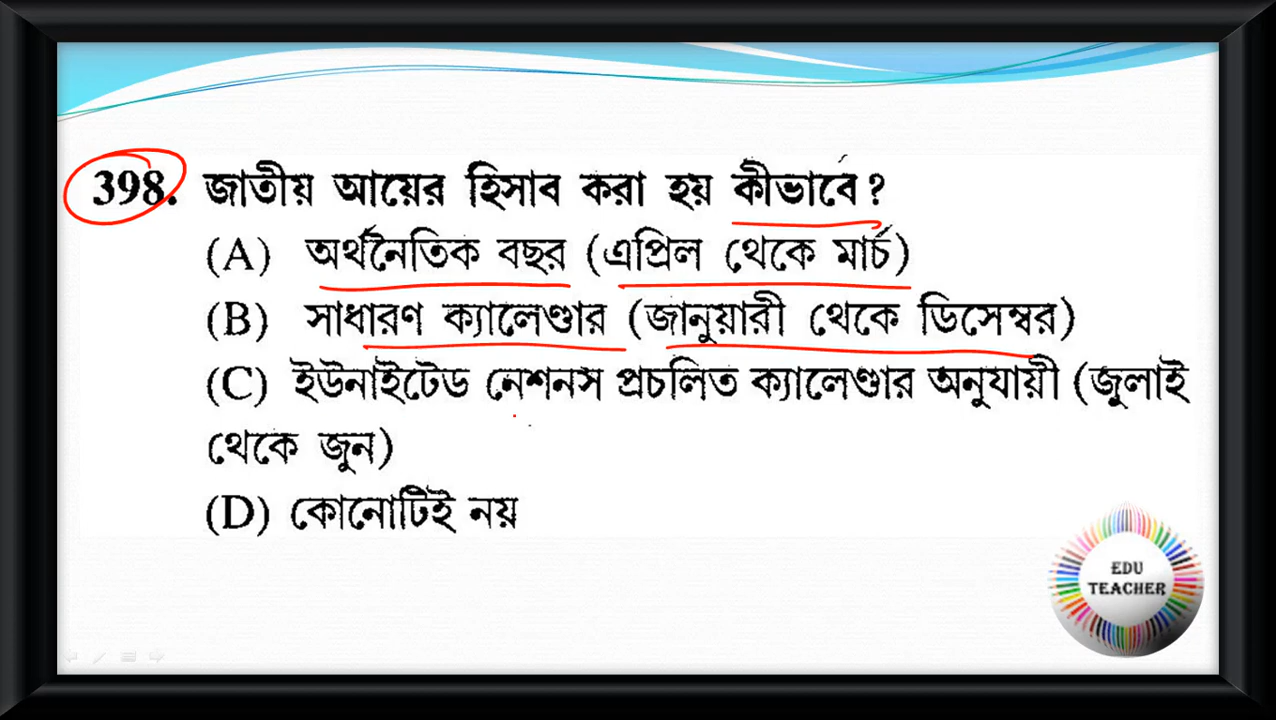 398. জাতীয় আয়ের হিসাব করা হয় কীভাবে?
(A) অর্থনৈতিক বছর (এপ্রিল থেকে মার্চ)
(B) সাধারণ ক্যালেণ্ডার (জানুয়ারী থেকে ডিসেম্বর)
(C) ইউনাইটেড নেশনস প্রচলিত ক্যালেণ্ডার অনুযায়ী (জুলাই
থেকে জুন)
(D) কোনোটিই নয়
EDU
TEACHER